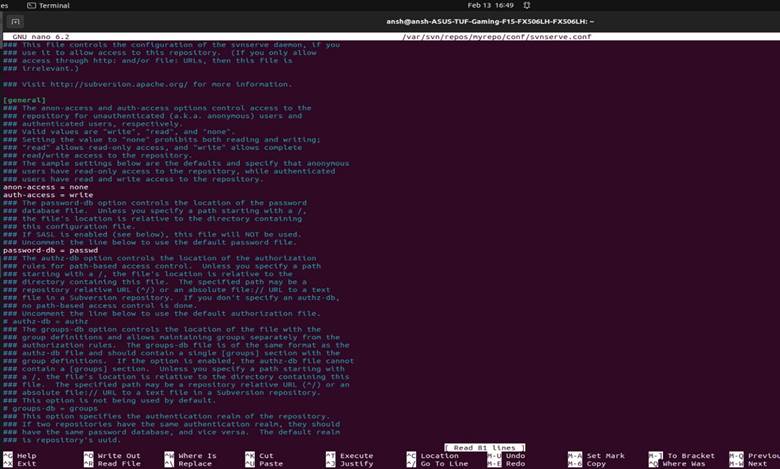 es Terminal Feb 13 16:49
ansh@ansh-ASUS-TUF-Gaming-F15-FX506LH-FX506LH: ~
GNU nano 6.2 /var/svn/repos/myrepo/conf/svnserve.conf
### This file controls the configuration of the svnserve daemon, if you
### use it to allow access to this repository.  (If you only allow
### access through http: and/or file: URLs, then this file is
### irrelevant.)
### Visit http://subversion.apache.org/ for more information.
[general]
### The anon-access and auth-access options control access to the
### repository for unauthenticated (a.k.a. anonymous) users and
### authenticated users, respectively.
### Valid values are "write", "read", and "none".
### Setting the value to "none" prohibits both reading and writing;
### "read" allows read-only access, and "write" allows complete
### read/write access to the repository.
### The sample settings below are the defaults and specify that anonymous
### users have read-only access to the repository, while authenticated
### users have read and write access to the repository.
anon-access = none
auth-access = write
### The password-db option controls the location of the password
### database file.  Unless you specify a path starting with a /,
### the file's location is relative to the directory containing
### this configuration file.
### If SASL is enabled (see below), this file will NOT be used.
### Uncomment the line below to use the default password file.
password-db = passwd
### The authz-db option controls the location of the authorization
### rules for path-based access control.  Unless you specify a path
### starting with a /, the file's location is relative to the
### directory containing this file.  The specified path may be a
### repository relative URL (^/) or an absolute file:// URL to a text
### file in a Subversion repository.  If you don't specify an authz-db,
### no path-based access control is done.
### Uncomment the line below to use the default authorization file.
# authz-db = authz
### The groups-db option controls the location of the file with the
### group definitions and allows maintaining groups separately from the
### authorization rules.  The groups-db file is of the same format as the
### authz-db file and should contain a single [groups] section with the
### group definitions.  If the option is enabled, the authz-db file cannot
### contain a [groups] section.  Unless you specify a path starting with
### a /, the file's location is relative to the directory containing this
### file.  The specified path may be a repository relative URL (^/) or an
### absolute file:// URL to a text file in a Subversion repository.
### This option is not being used by default.
# groups-db = groups
### This option specifies the authentication realm of the repository.
### If two repositories have the same authentication realm, they should
### have the same password database, and vice versa.  The default realm
### is repository's uuid.
[ Read 81 lines ]
^G Help ^O Write Out ^W Where Is ^K Cut ^T Execute ^C Location M-U Undo M-A Set Mark M-] To Bracket M-Q Previou
^X Exit ^R Read File ^\ Replace ^U Paste ^J Justify ^/ Go To Line M-E Redo M-6 Copy ^Q Where Was M-W Next